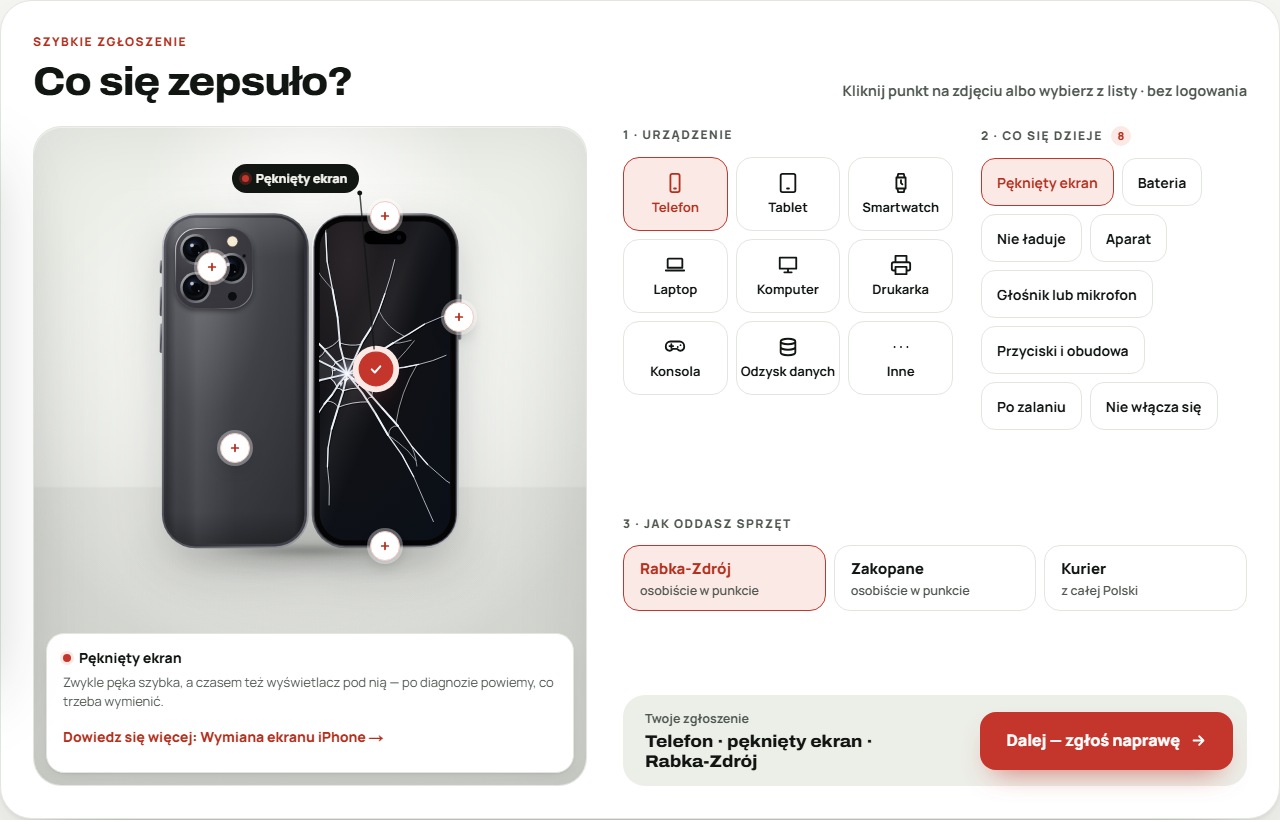 SZYBKIE ZGŁOSZENIE
Co się zepsuło?
Kliknij punkt na zdjęciu albo wybierz z listy · bez logowania
Pęknięty ekran
Pęknięty ekran
Zwykle pęka szybka, a czasem też wyświetlacz pod nią — po diagnozie powiemy, co
trzeba wymienić.
Dowiedz się więcej: Wymiana ekranu iPhone →
1 · URZĄDZENIE
Telefon
Tablet
Smartwatch
Laptop
Komputer
Drukarka
Konsola
Odzysk danych
Inne
2 · CO SIĘ DZIEJE 8
Pęknięty ekran
Bateria
Nie ładuje
Aparat
Głośnik lub mikrofon
Przyciski i obudowa
Po zalaniu
Nie włącza się
3 · JAK ODDASZ SPRZĘT
Rabka-Zdrój
osobiście w punkcie
Zakopane
osobiście w punkcie
Kurier
z całej Polski
Twoje zgłoszenie
Telefon · pęknięty ekran ·
Rabka-Zdrój
Dalej — zgłoś naprawę →